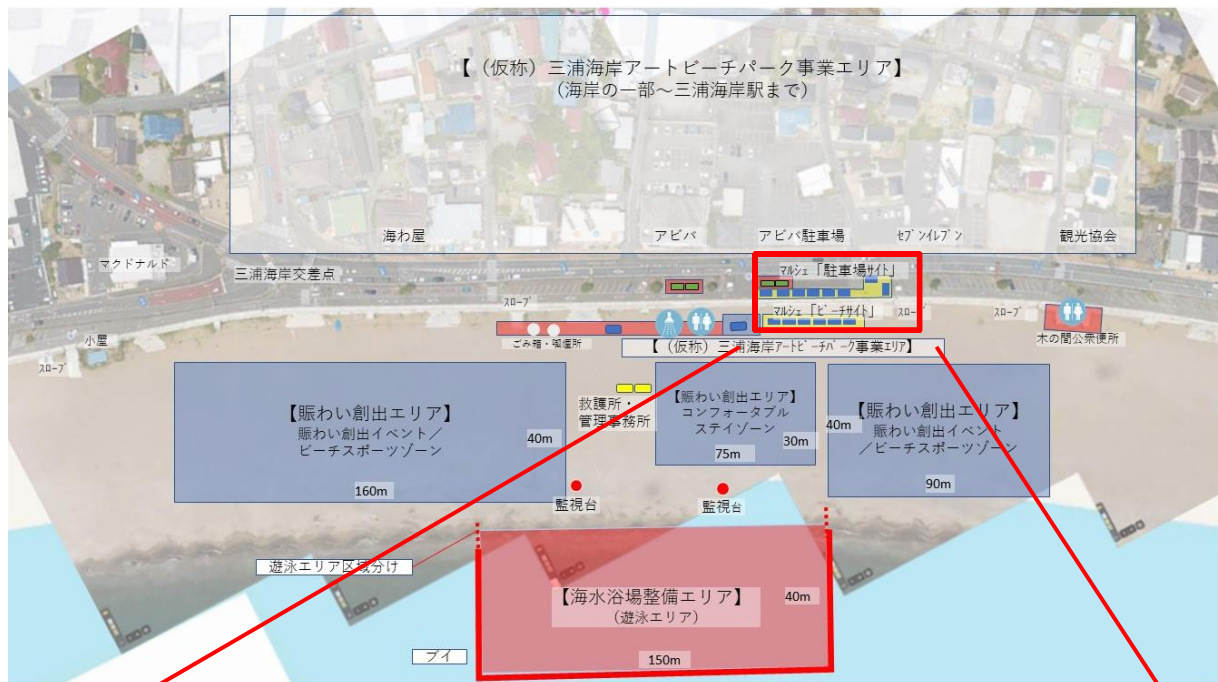 【（仮称）三浦海岸アートビーチパーク事業エリア】
（海岸の一部～三浦海岸駅まで）
海わ屋
アビバ
アビバ駐車場
ｾﾌﾞﾝｲﾚﾌﾞﾝ
観光協会
マクドナルド
三浦海岸交差点
マルシェ「駐車場ｻｲﾄ」
ｽﾛｰﾌﾟ
マルシェ「ﾋﾞｰﾁｻｲﾄ」
ｽﾛｰﾌﾟ
ｽﾛｰﾌﾟ
小屋
ごみ箱・喫煙所
木の間公衆便所
【（仮称）三浦海岸ｱｰﾄﾋﾞｰﾁﾊﾟｰｸ事業ｴﾘｱ】
ｽﾛｰﾌﾟ
【賑わい創出エリア】
賑わい創出イベント／
ビーチスポーツゾーン
40m
160m
救護所・
管理事務所
【賑わい創出エリア】
コンフォータブル
ステイゾーン
30m
75m
40m
【賑わい創出エリア】
賑わい創出イベント
／ビーチスポーツゾーン
90m
監視台
監視台
遊泳エリア区域分け
【海水浴場整備エリア】
（遊泳エリア）
40m
ブイ
150m